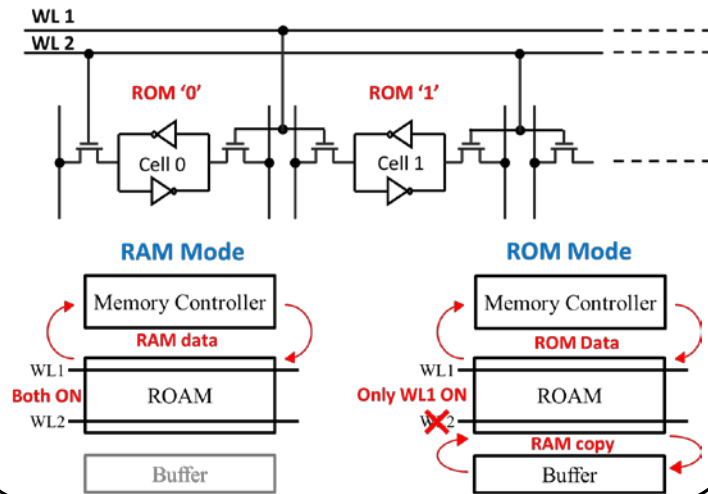 WL 1
WL 2
ROM ‘0’ ROM ‘1’
Cell 0 Cell 1
RAM Mode
Memory Controller
RAM data
WL1
Both ON
ROAM
WL2
Buffer
ROM Mode
Memory Controller
ROM Data
WL1
Only WL1 ON
ROAM
WL2
RAM copy
Buffer